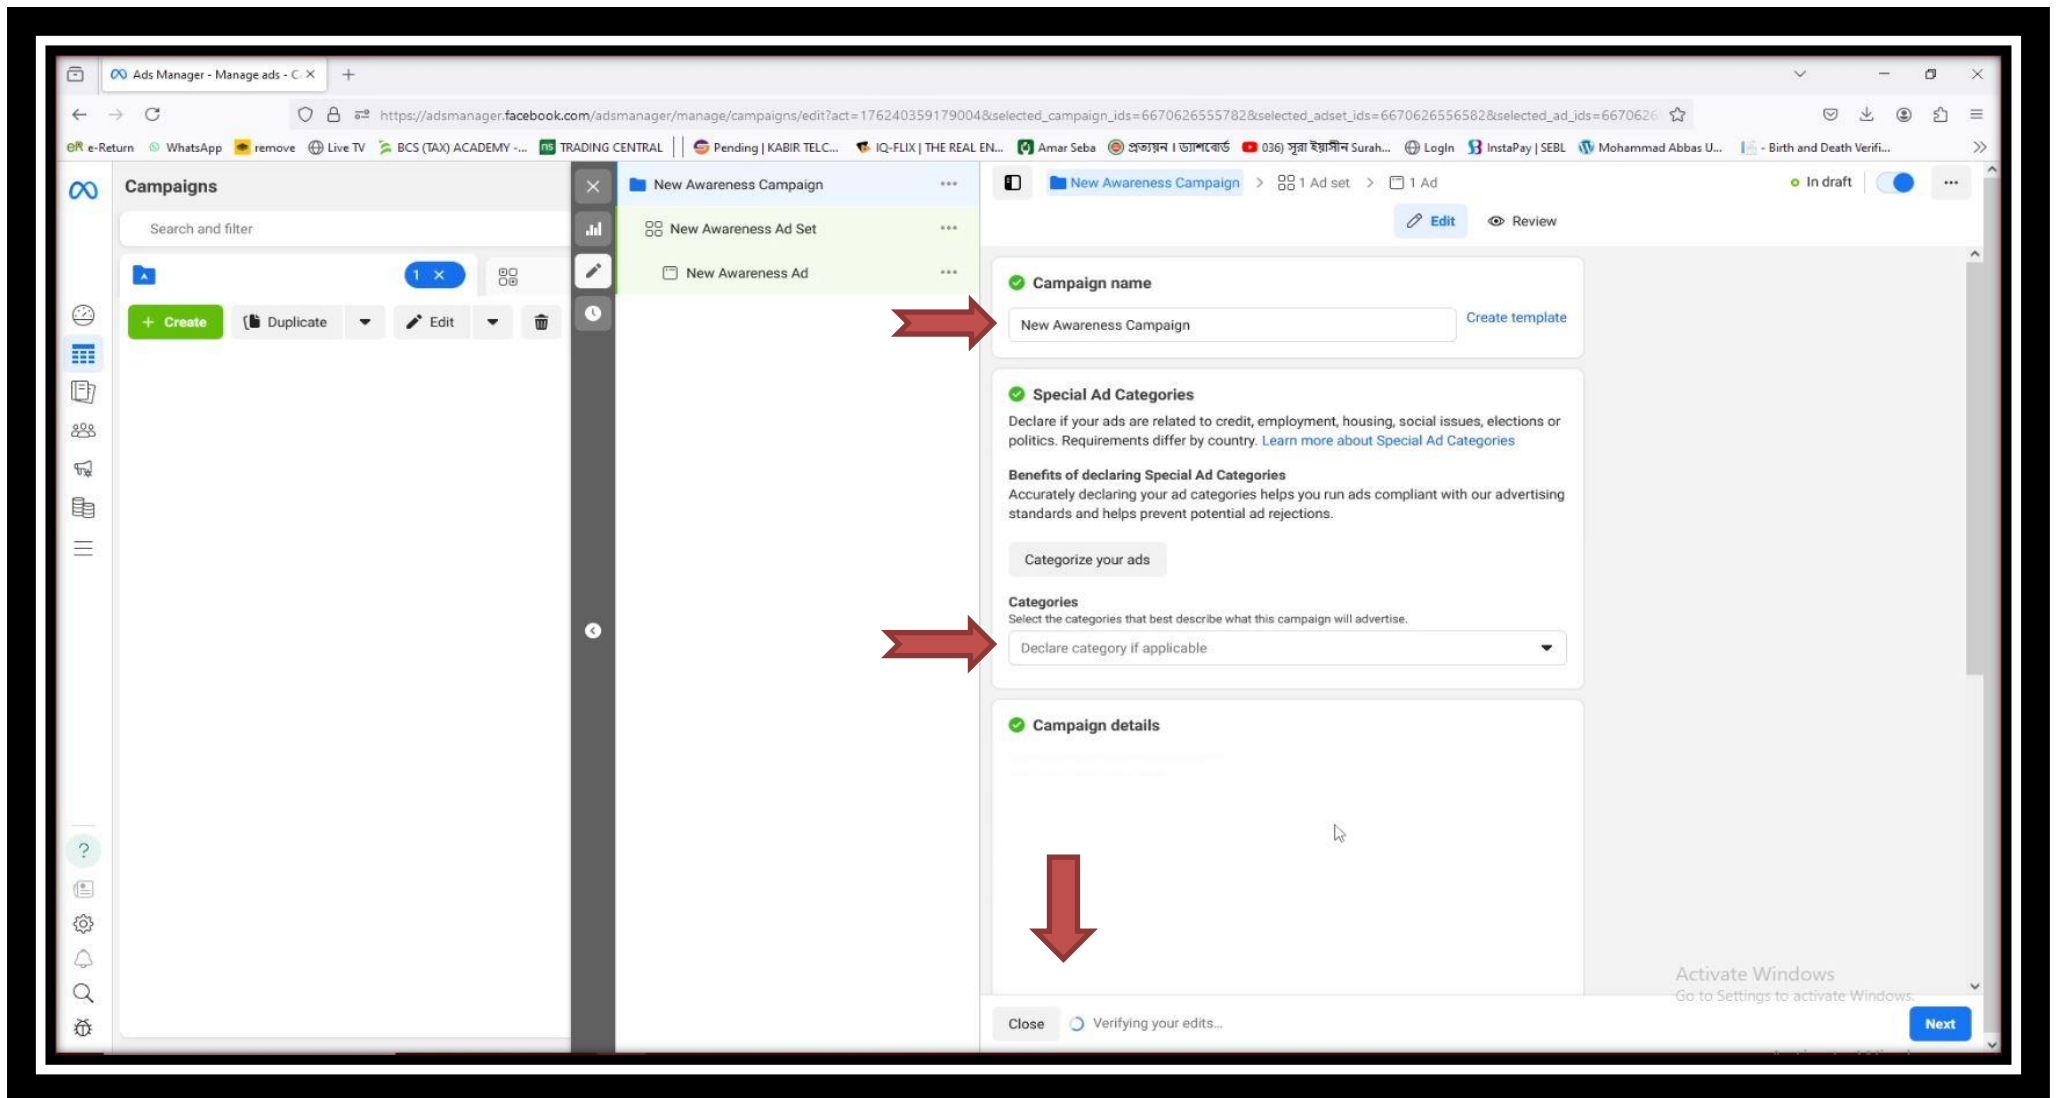 Ads Manager - Manage ads - C
https://adsmanager.facebook.com/adsmanager/manage/campaigns/edit?act=176240359179004&selected_campaign_ids=6670626555782&selected_adset_ids=6670626556582&selected_ad_ids=6670626
e-Return WhatsApp remove Live TV BCS (TAX) ACADEMY -... TRADING CENTRAL Pending | KABIR TELC... IQ-FLIX | THE REAL EN... Amar Seba প্রত্যয়ন । ড্যাশবোর্ড 036) সূরা ইয়াসীন Surah... LogIn InstaPay | SEBL Mohammad Abbas U... - Birth and Death Verifi...
Campaigns
Search and filter
1
+ Create
Duplicate
Edit
New Awareness Campaign
New Awareness Ad Set
New Awareness Ad
New Awareness Campaign > 1 Ad set > 1 Ad
In draft
Edit
Review
Campaign name
New Awareness Campaign
Create template
Special Ad Categories
Declare if your ads are related to credit, employment, housing, social issues, elections or
politics. Requirements differ by country. Learn more about Special Ad Categories
Benefits of declaring Special Ad Categories
Accurately declaring your ad categories helps you run ads compliant with our advertising
standards and helps prevent potential ad rejections.
Categorize your ads
Categories
Select the categories that best describe what this campaign will advertise.
Declare category if applicable
Campaign details
Activate Windows
Go to Settings to activate Windows.
Close
Verifying your edits...
Next